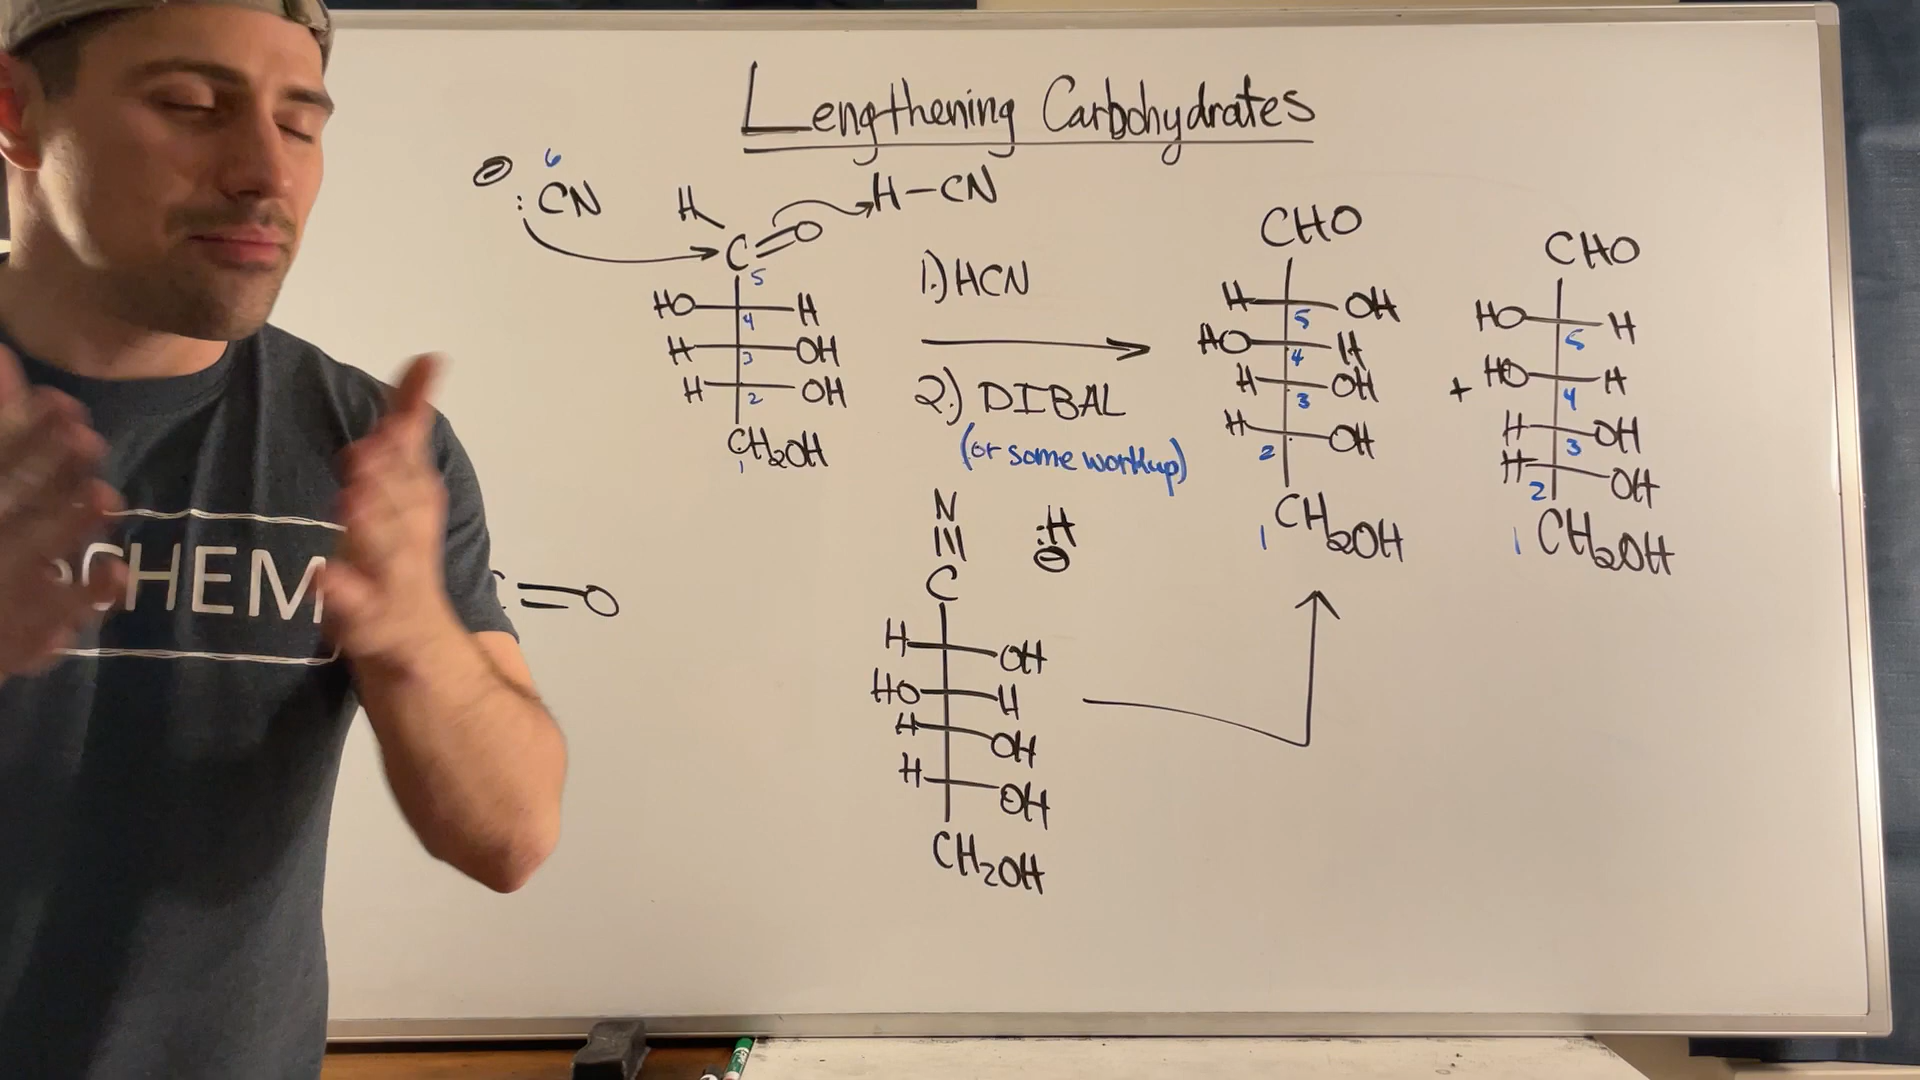 Lengthening Carbohydrates
⊖
:CN
6
H
C=O
5
H-CN
HO H
4
H OH
3
H OH
2
CH₂OH
1
1.) HCN
2.) DIBAL
(or some workup)
CHO
H OH
5
HO H
4
H OH
3
H OH
2
CH₂OH
1
+
CHO
HO H
5
HO H
4
H OH
3
H OH
2
CH₂OH
1
N
≡
C
H OH
HO H
H OH
H OH
CH₂OH
:H
⊖
=O
CHEM